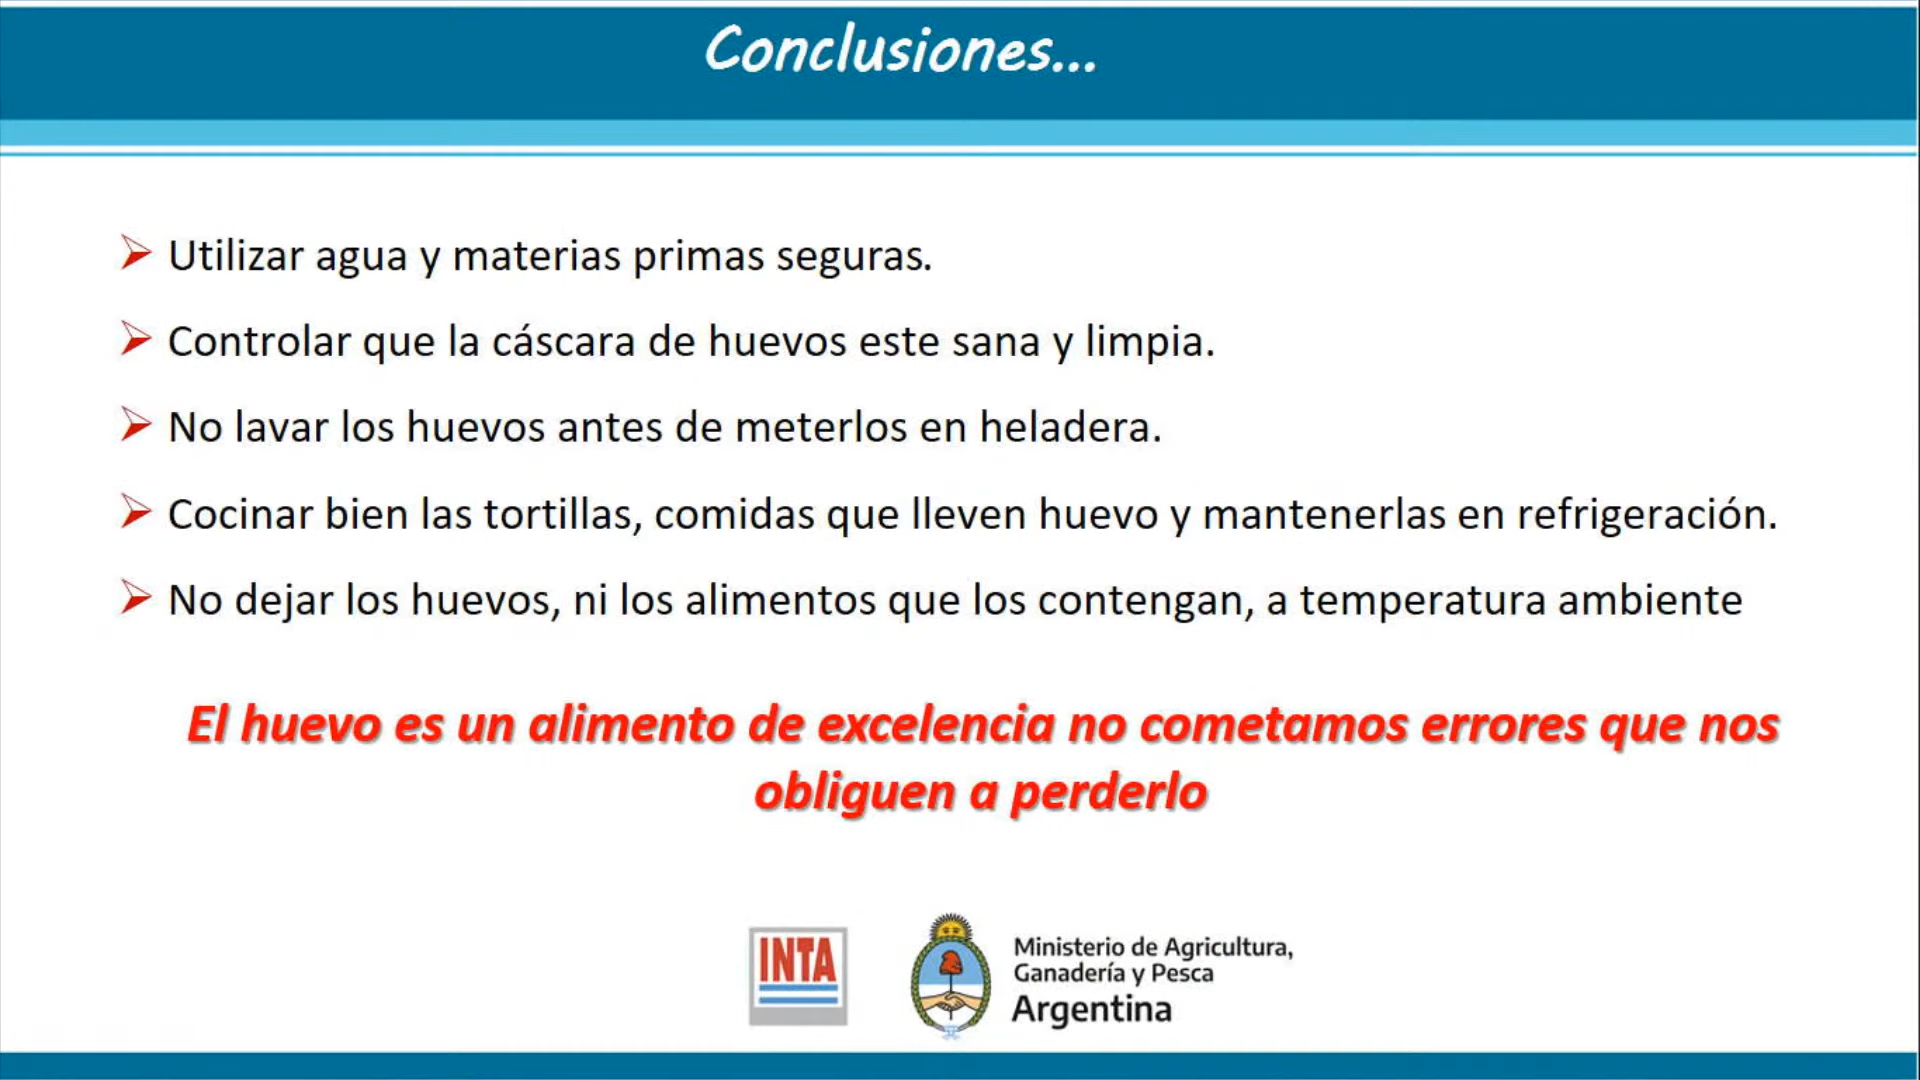 Conclusiones...
Utilizar agua y materias primas seguras.
Controlar que la cáscara de huevos este sana y limpia.
No lavar los huevos antes de meterlos en heladera.
Cocinar bien las tortillas, comidas que lleven huevo y mantenerlas en refrigeración.
No dejar los huevos, ni los alimentos que los contengan, a temperatura ambiente
El huevo es un alimento de excelencia no cometamos errores que nos
obliguen a perderlo
INTA
Ministerio de Agricultura,
Ganadería y Pesca
Argentina